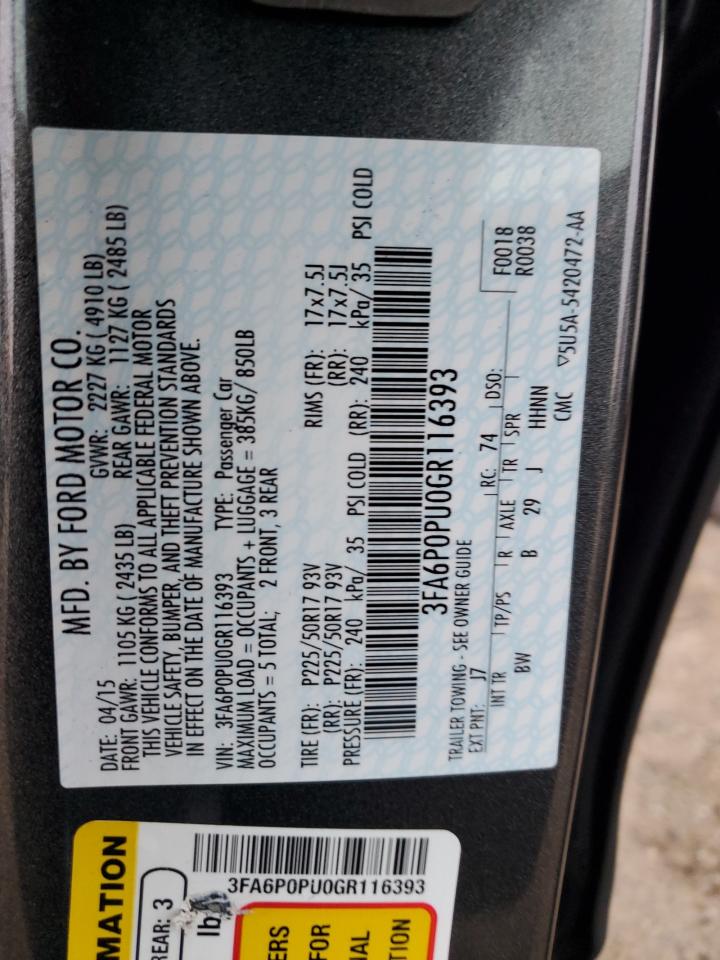 MFD. BY FORD MOTOR CO.
DATE: 04/15 GVWR: 2227 KG ( 4910 LB)
FRONT GAWR: 1105 KG ( 2435 LB) REAR GAWR: 1127 KG ( 2485 LB)
THIS VEHICLE CONFORMS TO ALL APPLICABLE FEDERAL MOTOR
VEHICLE SAFETY, BUMPER, AND THEFT PREVENTION STANDARDS
IN EFFECT ON THE DATE OF MANUFACTURE SHOWN ABOVE.
VIN: 3FA6P0PU0GR116393 TYPE: Passenger Car
MAXIMUM LOAD = OCCUPANTS + LUGGAGE = 385KG/ 850LB
OCCUPANTS = 5 TOTAL; 2 FRONT, 3 REAR
TIRE (FR): P225/50R17 93V RIMS (FR): 17x7.5J
(RR): P225/50R17 93V (RR): 17x7.5J
PRESSURE (FR): 240 kPa/ 35 PSI COLD (RR): 240 kPa/ 35 PSI COLD
3FA6P0PU0GR116393
TRAILER TOWING - SEE OWNER GUIDE F0018
EXT PNT: J7 RC: 74 DSO: R0038
INT TR TP/PS R AXLE TR SPR
BW B 29 J HHNN
CMC ▽5U5A-5420472-AA
MATION
REAR: 3
lb
3FA6P0PU0GR116393
ERS
FOR
NAL
TION